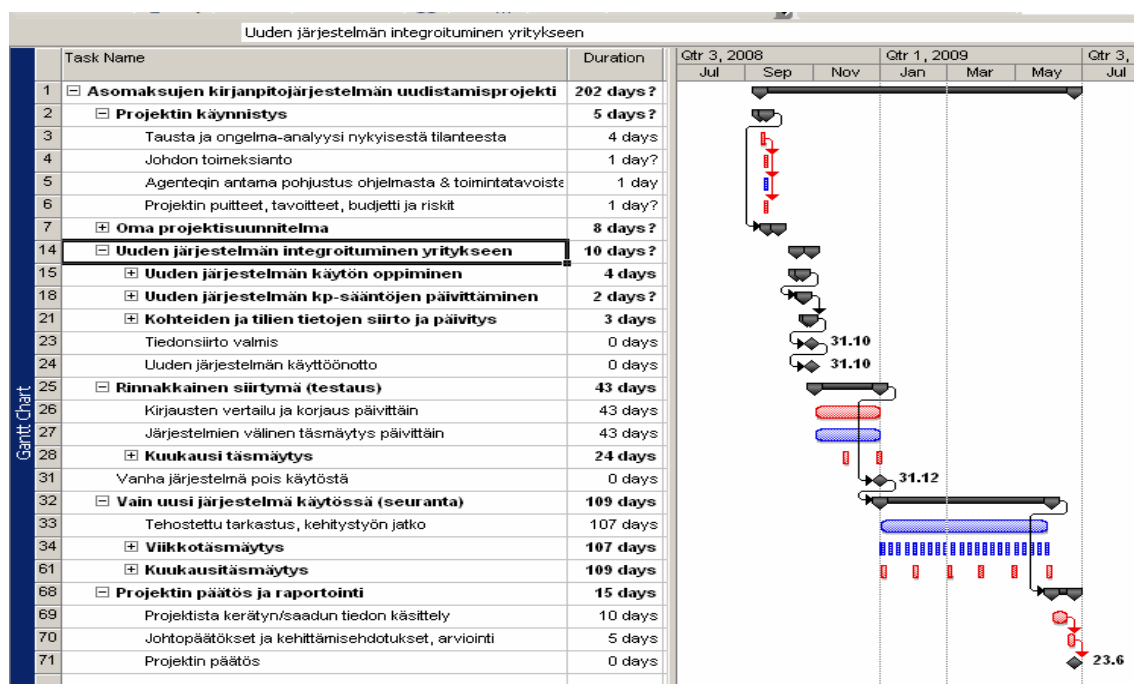 Uuden järjestelmän integroituminen yritykseen
Task Name Duration Qtr 3, 2008 Qtr 1, 2009 Qtr 3,
Jul Sep Nov Jan Mar May Jul
1 Asomaksujen kirjanpitojärjestelmän uudistamisprojekti 202 days?
2 Projektin käynnistys 5 days?
3 Tausta ja ongelma-analyysi nykyisestä tilanteesta 4 days
4 Johdon toimeksianto 1 day?
5 Agenteqin antama pohjustus ohjelmasta & toimintatavoista 1 day
6 Projektin puitteet, tavoitteet, budjetti ja riskit 1 day?
7 Oma projektisuunnitelma 8 days?
14 Uuden järjestelmän integroituminen yritykseen 10 days?
15 Uuden järjestelmän käytön oppiminen 4 days
18 Uuden järjestelmän kp-sääntöjen päivittäminen 2 days?
21 Kohteiden ja tilien tietojen siirto ja päivitys 3 days
23 Tiedonsiirto valmis 0 days 31.10
24 Uuden järjestelmän käyttöönotto 0 days 31.10
25 Rinnakkainen siirtymä (testaus) 43 days
26 Kirjausten vertailu ja korjaus päivittäin 43 days
27 Järjestelmien välinen täsmäytys päivittäin 43 days
28 Kuukausi täsmäytys 24 days
31 Vanha järjestelmä pois käytöstä 0 days 31.12
32 Vain uusi järjestelmä käytössä (seuranta) 109 days
33 Tehostettu tarkastus, kehitystyön jatko 107 days
34 Viikkotäsmäytys 107 days
61 Kuukausitäsmäytys 109 days
68 Projektin päätös ja raportointi 15 days
69 Projektista kerätyn/saadun tiedon käsittely 10 days
70 Johtopäätökset ja kehittämisehdotukset, arviointi 5 days
71 Projektin päätös 0 days 23.6
Gantt Chart